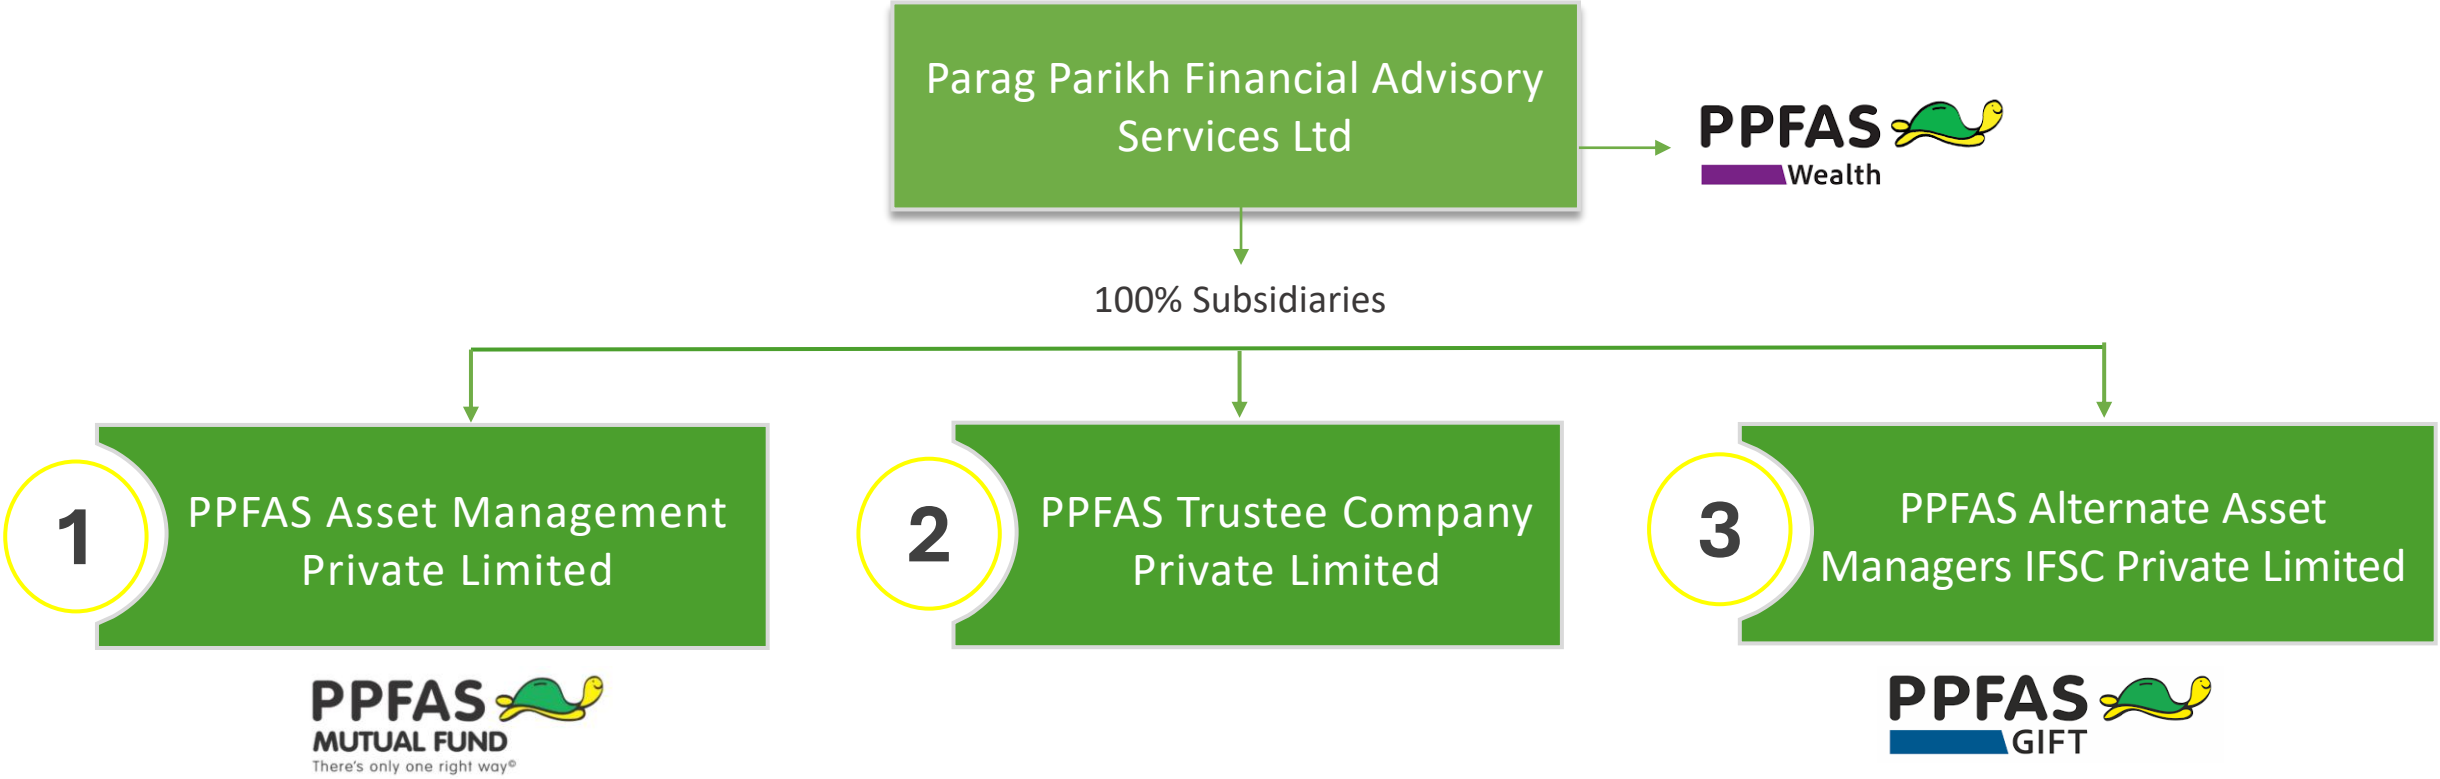 Parag Parikh Financial Advisory
Services Ltd
PPFAS
Wealth
100% Subsidiaries
1
PPFAS Asset Management
Private Limited
2
PPFAS Trustee Company
Private Limited
3
PPFAS Alternate Asset
Managers IFSC Private Limited
PPFAS
MUTUAL FUND
There's only one right way©
PPFAS
GIFT